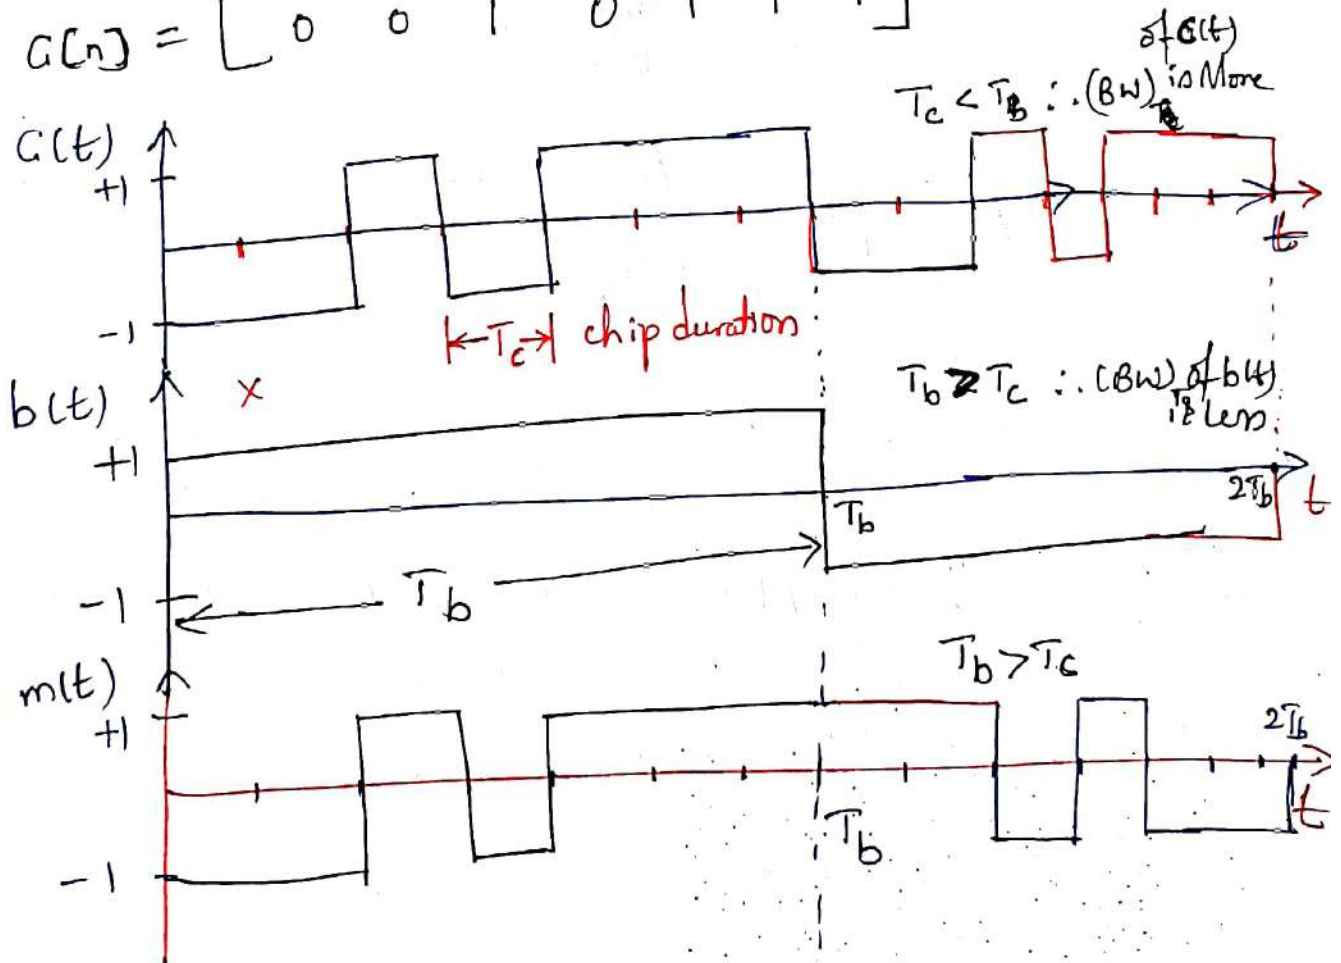 G[n] = [ 0 0 1 0 1 1 1 ]
of G(t)
Tc < TB ∴ (BW) is More
G(t)
+1
-1
t
Tc chip duration
x
b(t)
Tb > Tc ∴ (BW) of b(t)
is Less
+1
-1
Tb
Tb
2Tb
t
m(t)
Tb > Tc
+1
-1
Tb
2Tb
t